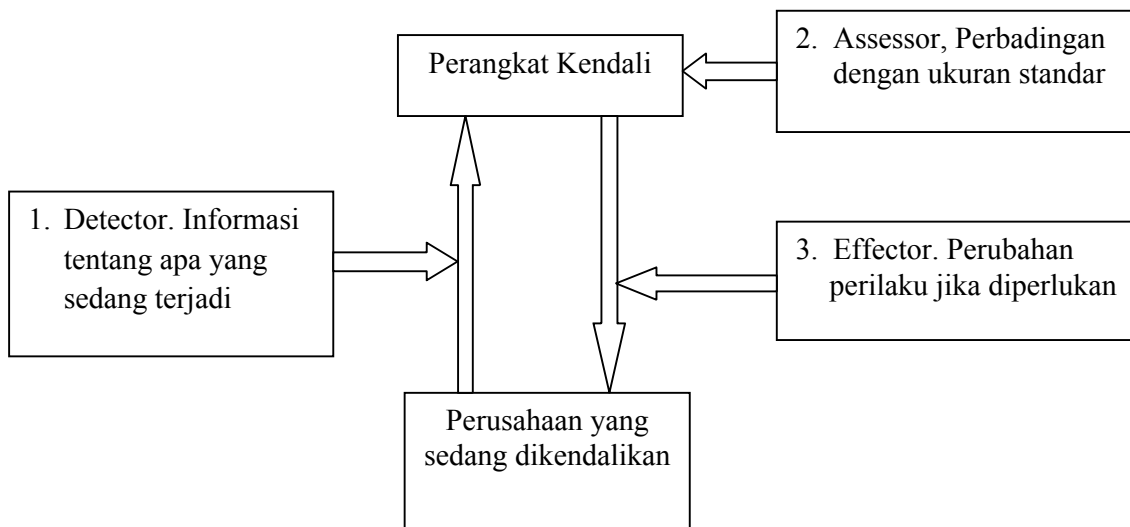 Perangkat Kendali
2. Assessor, Perbadingan
dengan ukuran standar
1. Detector. Informasi
tentang apa yang
sedang terjadi
3. Effector. Perubahan
perilaku jika diperlukan
Perusahaan yang
sedang dikendalikan